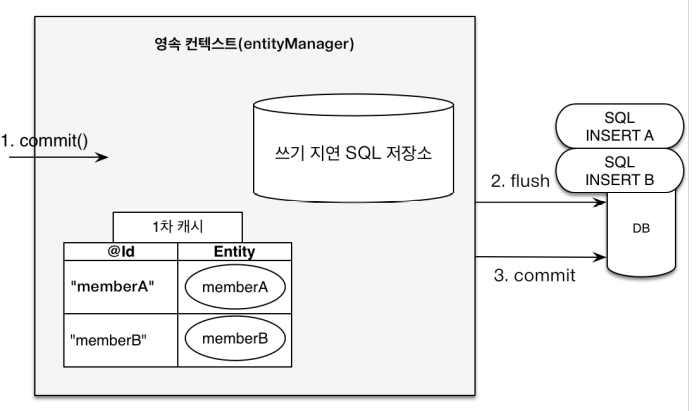 영속 컨텍스트(entityManager)
1. commit()
쓰기 지연 SQL 저장소
SQL
INSERT A
SQL
INSERT B
2. flush
DB
3. commit
1차 캐시
@Id Entity
"memberA" memberA
"memberB" memberB